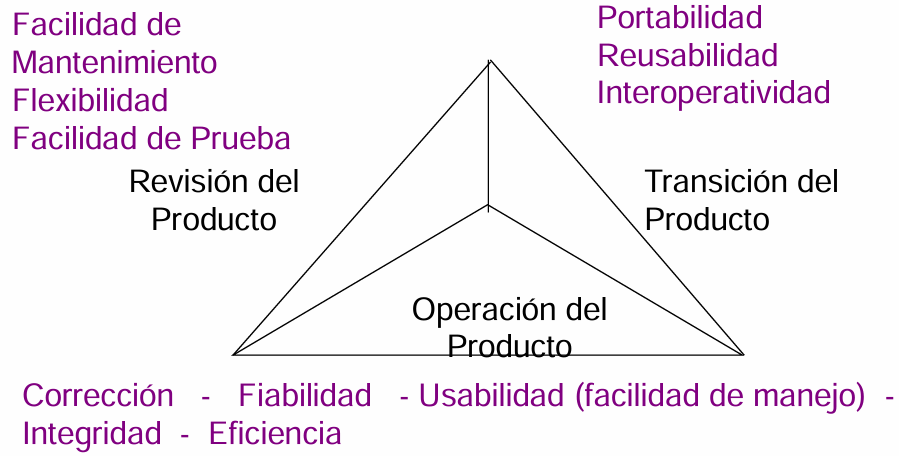 Facilidad de
Mantenimiento
Flexibilidad
Facilidad de Prueba
Portabilidad
Reusabilidad
Interoperatividad
Revisión del
Producto
Transición del
Producto
Operación del
Producto
Corrección - Fiabilidad - Usabilidad (facilidad de manejo) -
Integridad - Eficiencia